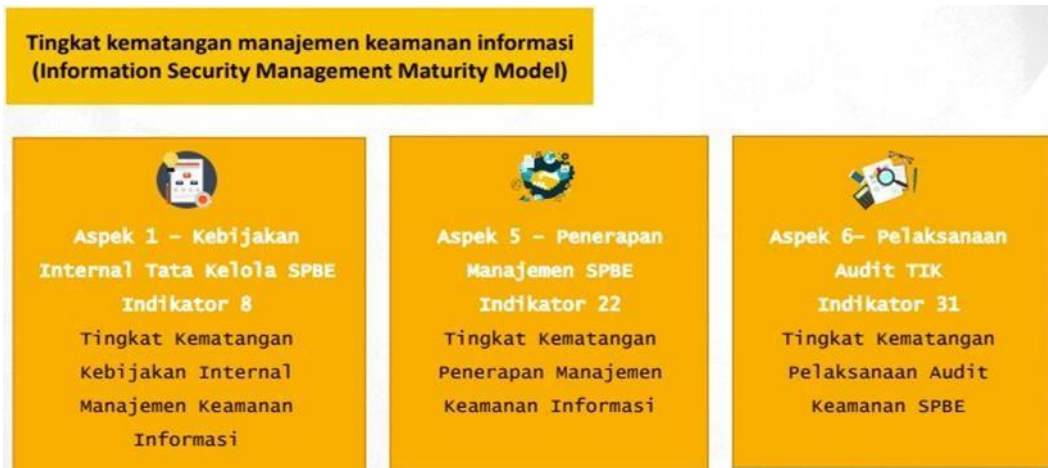 Tingkat kematangan manajemen keamanan informasi
(Information Security Management Maturity Model)
Aspek 1 – Kebijakan
Internal Tata Kelola SPBE
Indikator 8
Tingkat Kematangan
Kebijakan Internal
Manajemen Keamanan
Informasi
Aspek 5 – Penerapan
Manajemen SPBE
Indikator 22
Tingkat Kematangan
Penerapan Manajemen
Keamanan Informasi
Aspek 6– Pelaksanaan
Audit TIK
Indikator 31
Tingkat Kematangan
Pelaksanaan Audit
Keamanan SPBE